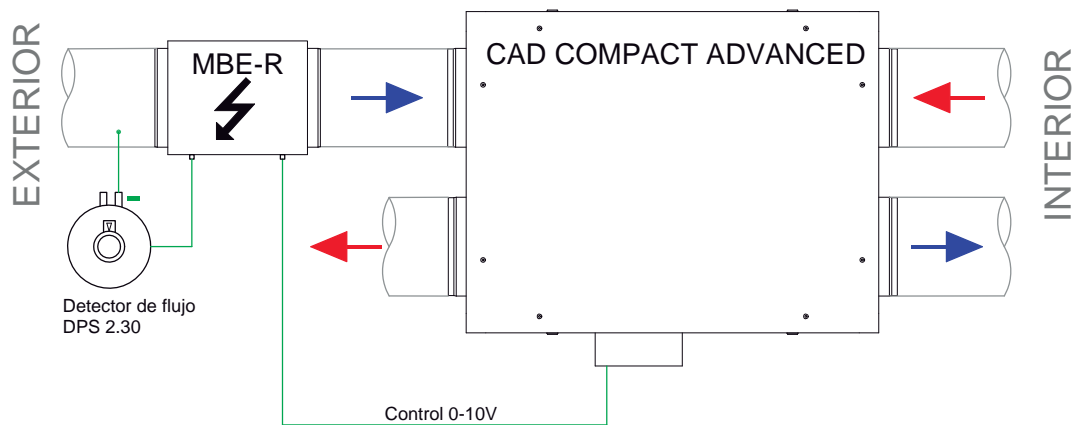 EXTERIOR
MBE-R
CAD COMPACT ADVANCED
INTERIOR
Detector de flujo
DPS 2.30
Control 0-10V